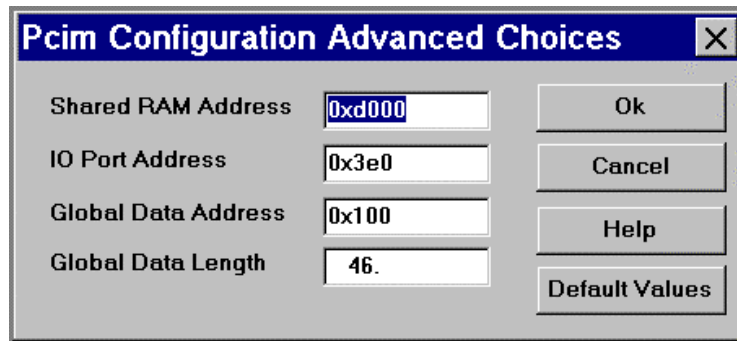 Pcim Configuration Advanced Choices
Shared RAM Address 0xd000 Ok
IO Port Address 0x3e0 Cancel
Global Data Address 0x100 Help
Global Data Length 46.
Default Values